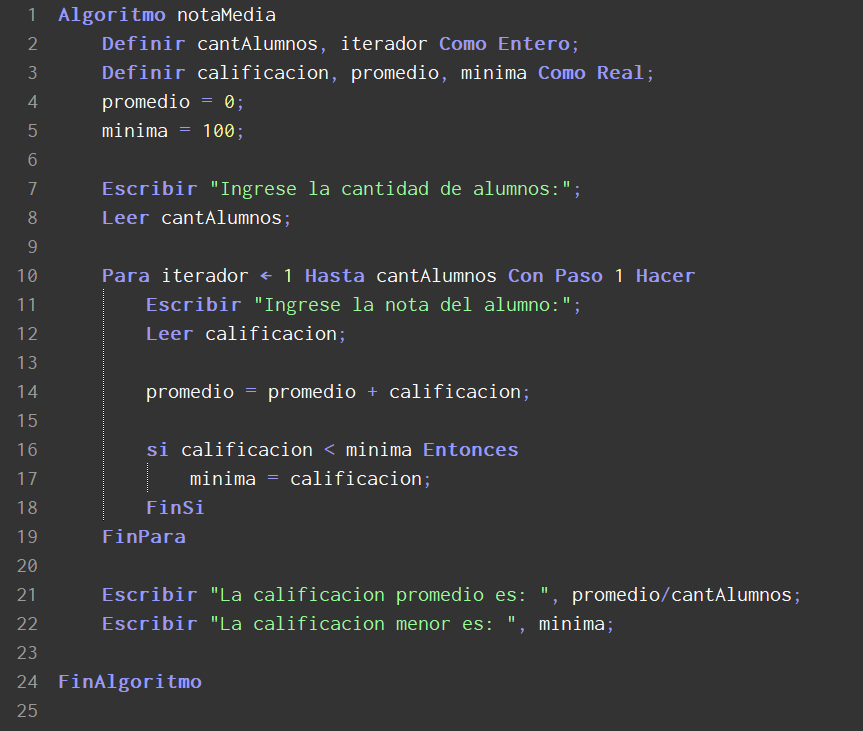 1 Algoritmo notaMedia
2 Definir cantAlumnos, iterador Como Entero;
3 Definir calificacion, promedio, minima Como Real;
4 promedio = 0;
5 minima = 100;
6
7 Escribir "Ingrese la cantidad de alumnos:";
8 Leer cantAlumnos;
9
10 Para iterador ← 1 Hasta cantAlumnos Con Paso 1 Hacer
11 Escribir "Ingrese la nota del alumno:";
12 Leer calificacion;
13
14 promedio = promedio + calificacion;
15
16 si calificacion < minima Entonces
17 minima = calificacion;
18 FinSi
19 FinPara
20
21 Escribir "La calificacion promedio es: ", promedio/cantAlumnos;
22 Escribir "La calificacion menor es: ", minima;
23
24 FinAlgoritmo
25